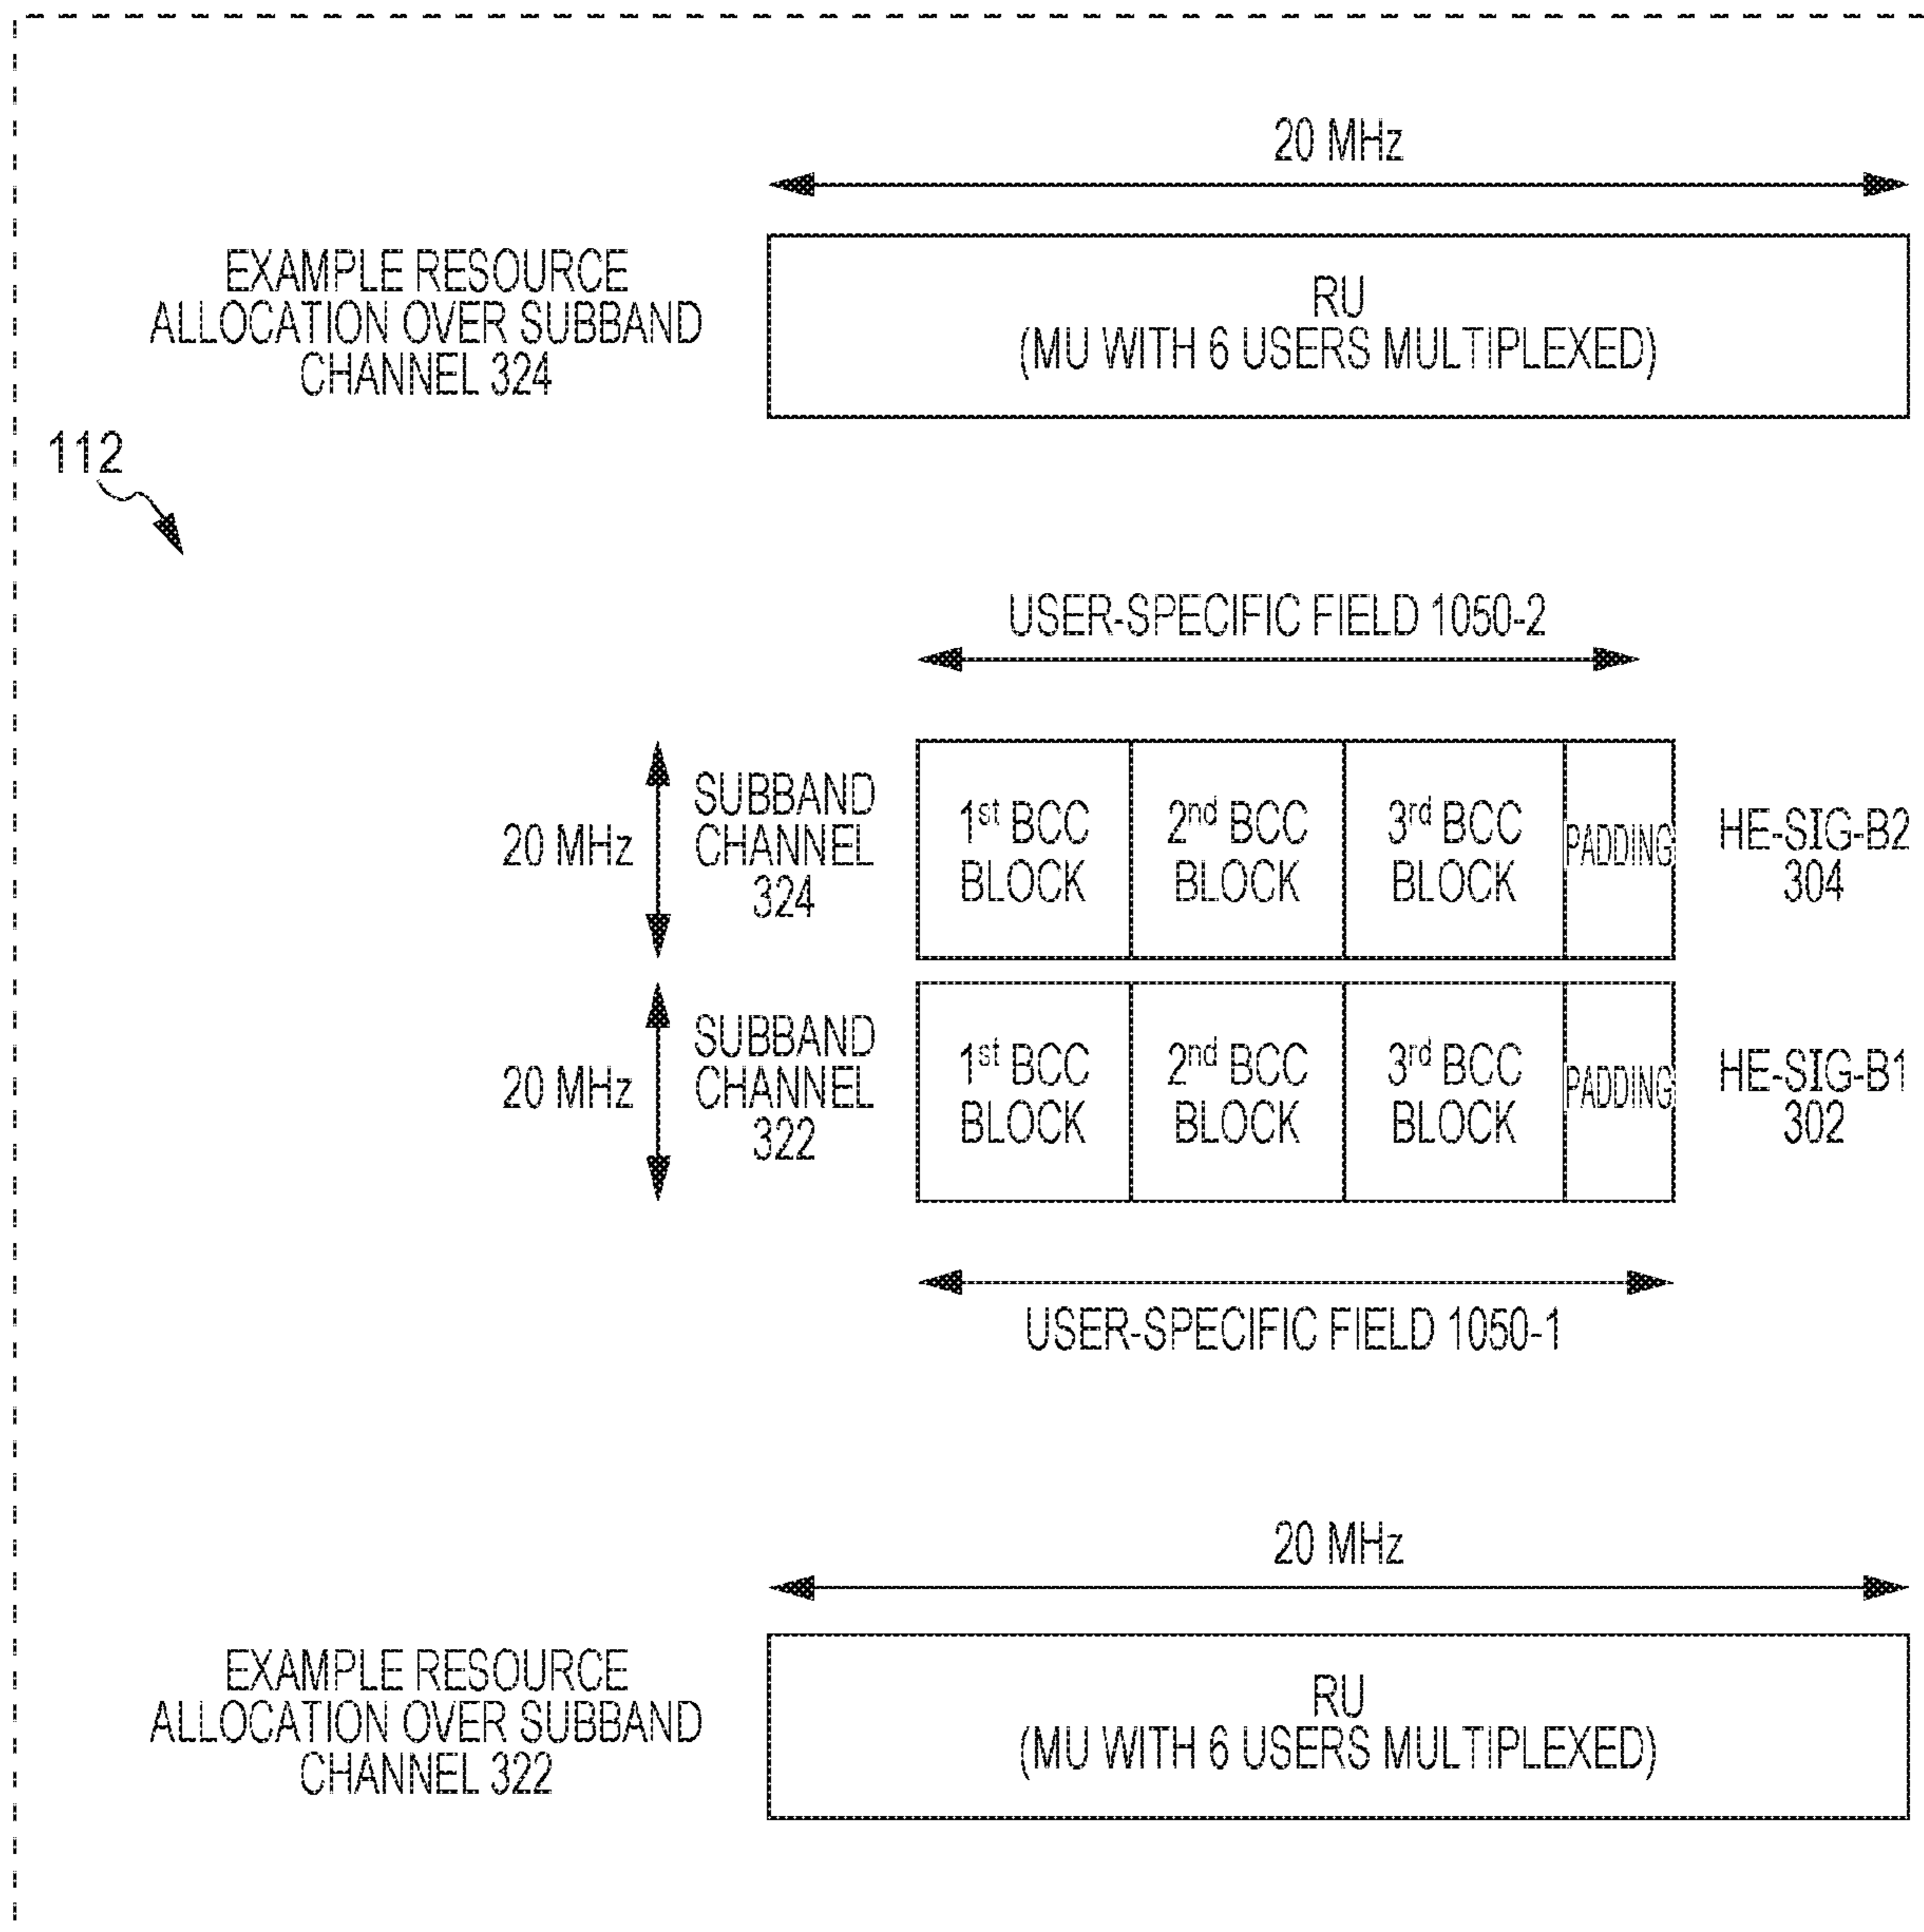 20 MHz
EXAMPLE RESOURCE
ALLOCATION OVER SUBBAND
CHANNEL 324
RU
(MU WITH 6 USERS MULTIPLEXED)
112
USER-SPECIFIC FIELD 1050-2
20 MHz
SUBBAND
CHANNEL
324
1st BCC
BLOCK
2nd BCC
BLOCK
3rd BCC
BLOCK
PADDING
HE-SIG-B2
304
20 MHz
SUBBAND
CHANNEL
322
1st BCC
BLOCK
2nd BCC
BLOCK
3rd BCC
BLOCK
PADDING
HE-SIG-B1
302
USER-SPECIFIC FIELD 1050-1
20 MHz
EXAMPLE RESOURCE
ALLOCATION OVER SUBBAND
CHANNEL 322
RU
(MU WITH 6 USERS MULTIPLEXED)